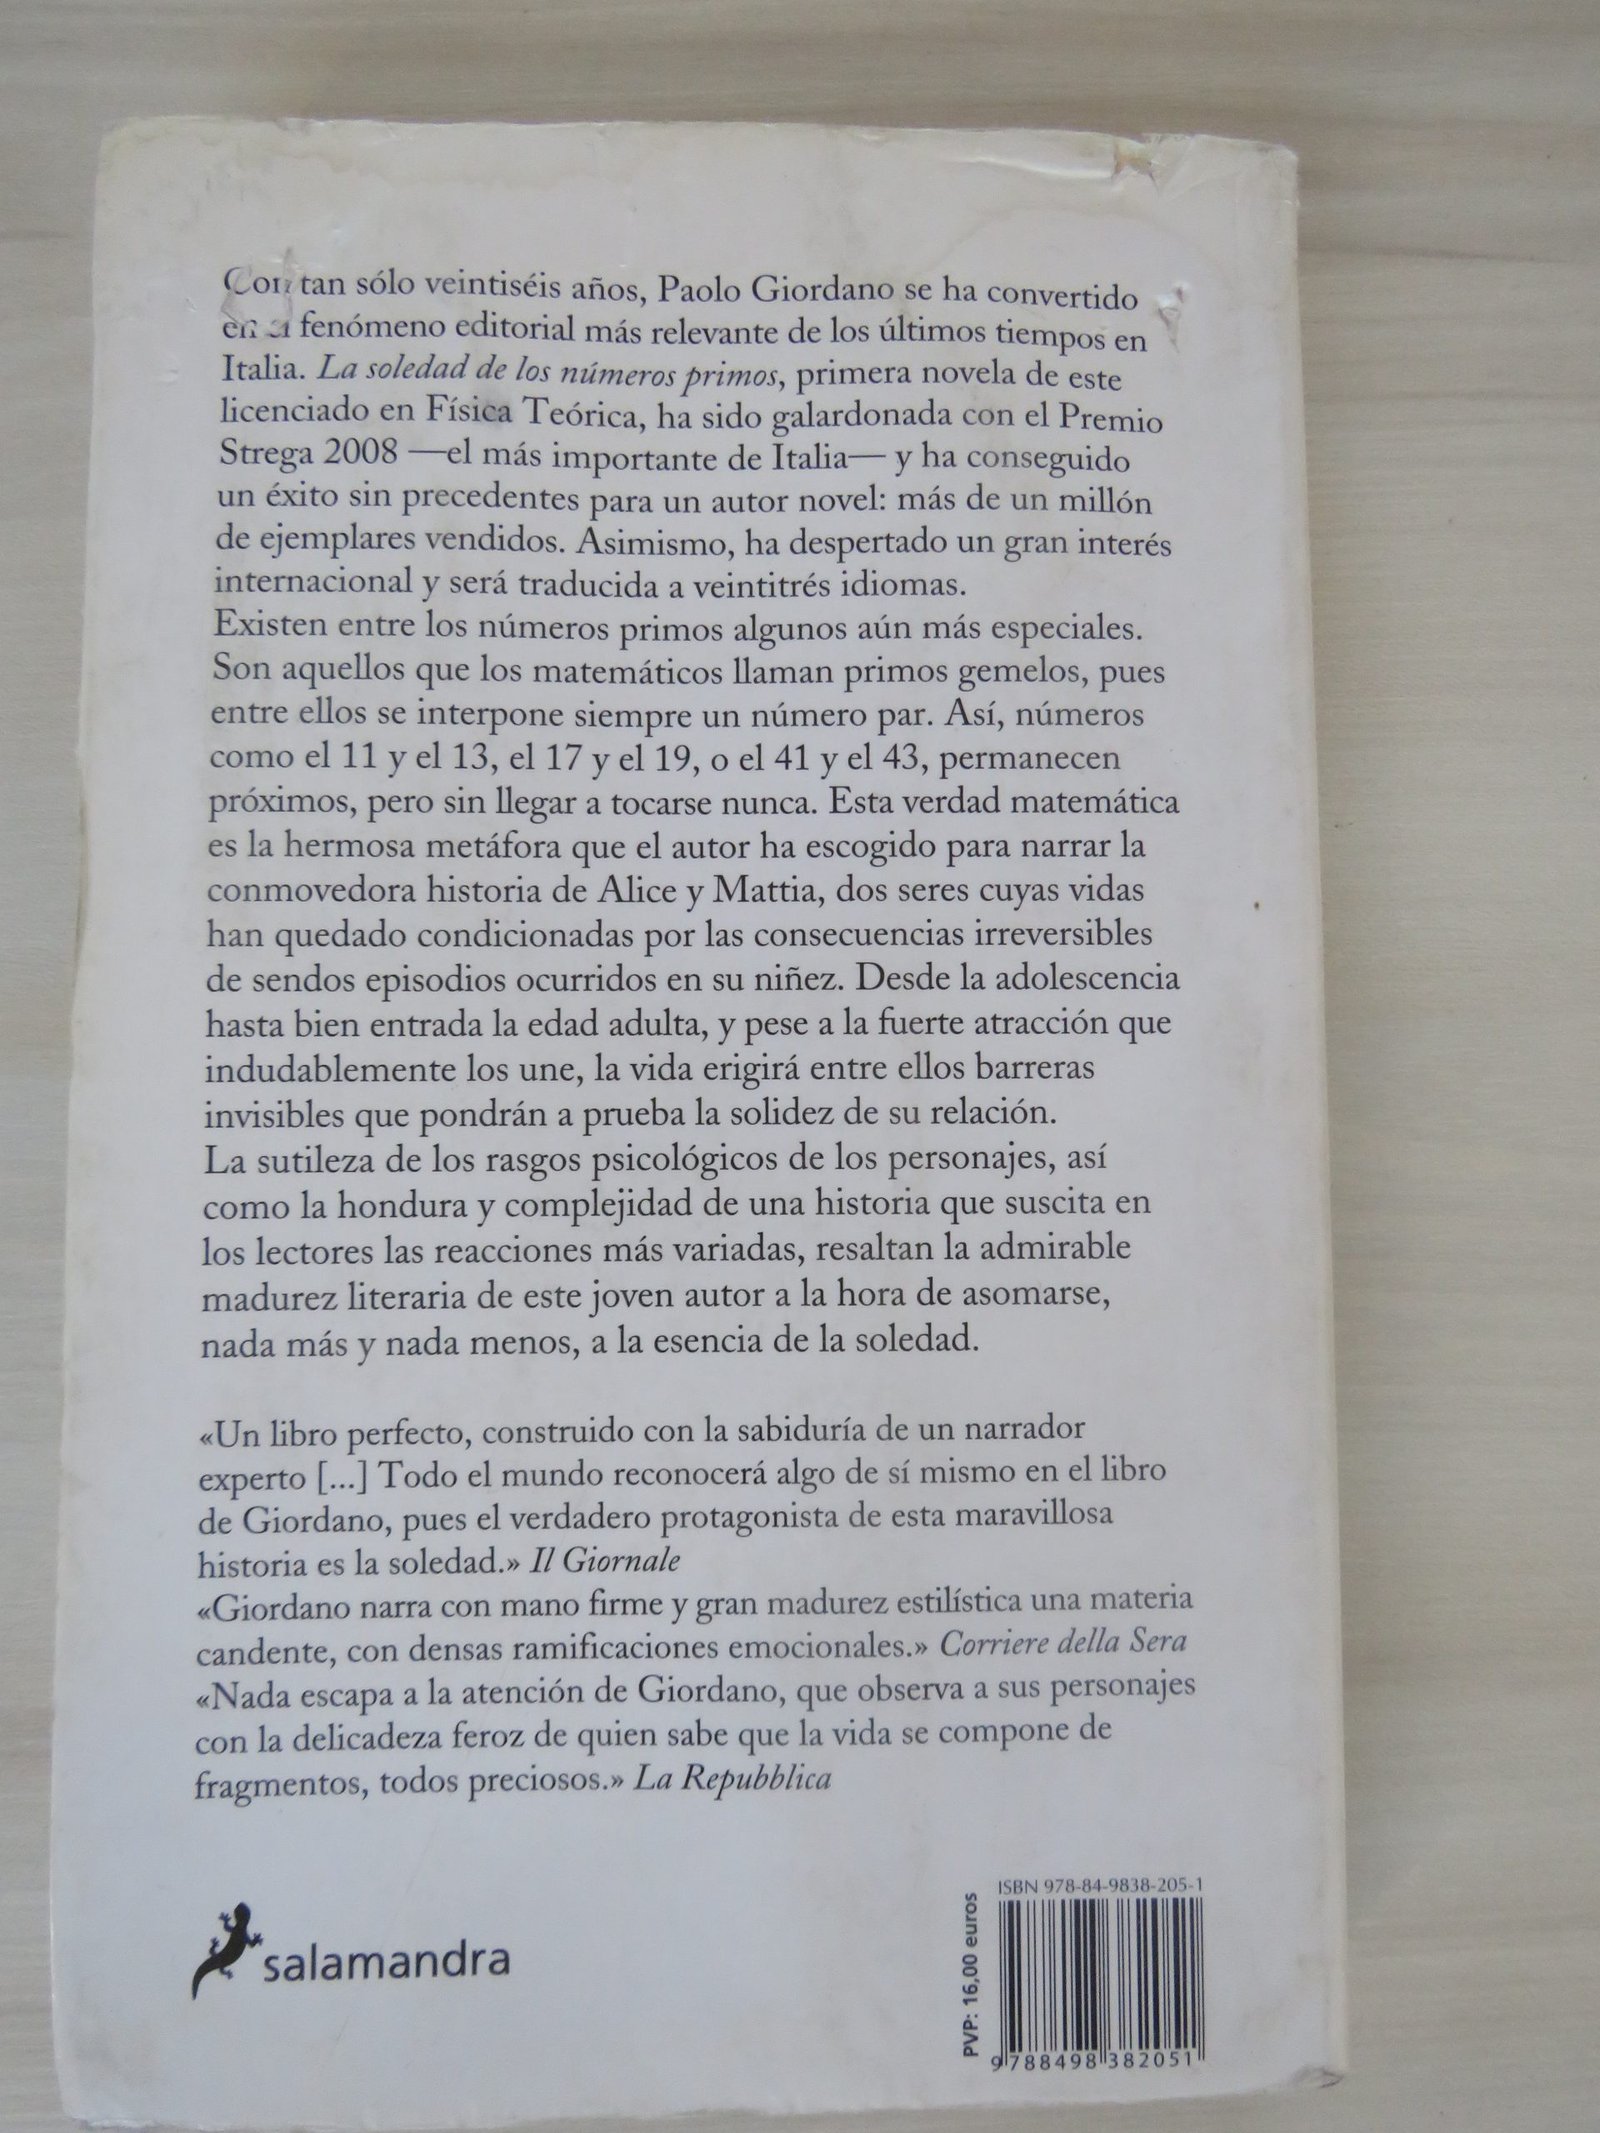 Con tan sólo veintiséis años, Paolo Giordano se ha convertido
en el fenómeno editorial más relevante de los últimos tiempos en
Italia. La soledad de los números primos, primera novela de este
licenciado en Física Teórica, ha sido galardonada con el Premio
Strega 2008 —el más importante de Italia— y ha conseguido
un éxito sin precedentes para un autor novel: más de un millón
de ejemplares vendidos. Asimismo, ha despertado un gran interés
internacional y será traducida a veintitrés idiomas.
Existen entre los números primos algunos aún más especiales.
Son aquellos que los matemáticos llaman primos gemelos, pues
entre ellos se interpone siempre un número par. Así, números
como el 11 y el 13, el 17 y el 19, o el 41 y el 43, permanecen
próximos, pero sin llegar a tocarse nunca. Esta verdad matemática
es la hermosa metáfora que el autor ha escogido para narrar la
conmovedora historia de Alice y Mattia, dos seres cuyas vidas
han quedado condicionadas por las consecuencias irreversibles
de sendos episodios ocurridos en su niñez. Desde la adolescencia
hasta bien entrada la edad adulta, y pese a la fuerte atracción que
indudablemente los une, la vida erigirá entre ellos barreras
invisibles que pondrán a prueba la solidez de su relación.
La sutileza de los rasgos psicológicos de los personajes, así
como la hondura y complejidad de una historia que suscita en
los lectores las reacciones más variadas, resaltan la admirable
madurez literaria de este joven autor a la hora de asomarse,
nada más y nada menos, a la esencia de la soledad.
«Un libro perfecto, construido con la sabiduría de un narrador
experto [...] Todo el mundo reconocerá algo de sí mismo en el libro
de Giordano, pues el verdadero protagonista de esta maravillosa
historia es la soledad.» Il Giornale
«Giordano narra con mano firme y gran madurez estilística una materia
candente, con densas ramificaciones emocionales.» Corriere della Sera
«Nada escapa a la atención de Giordano, que observa a sus personajes
con la delicadeza feroz de quien sabe que la vida se compone de
fragmentos, todos preciosos.» La Repubblica
salamandra
PVP: 16,00 euros
ISBN 978-84-9838-205-1
9 788498 382051